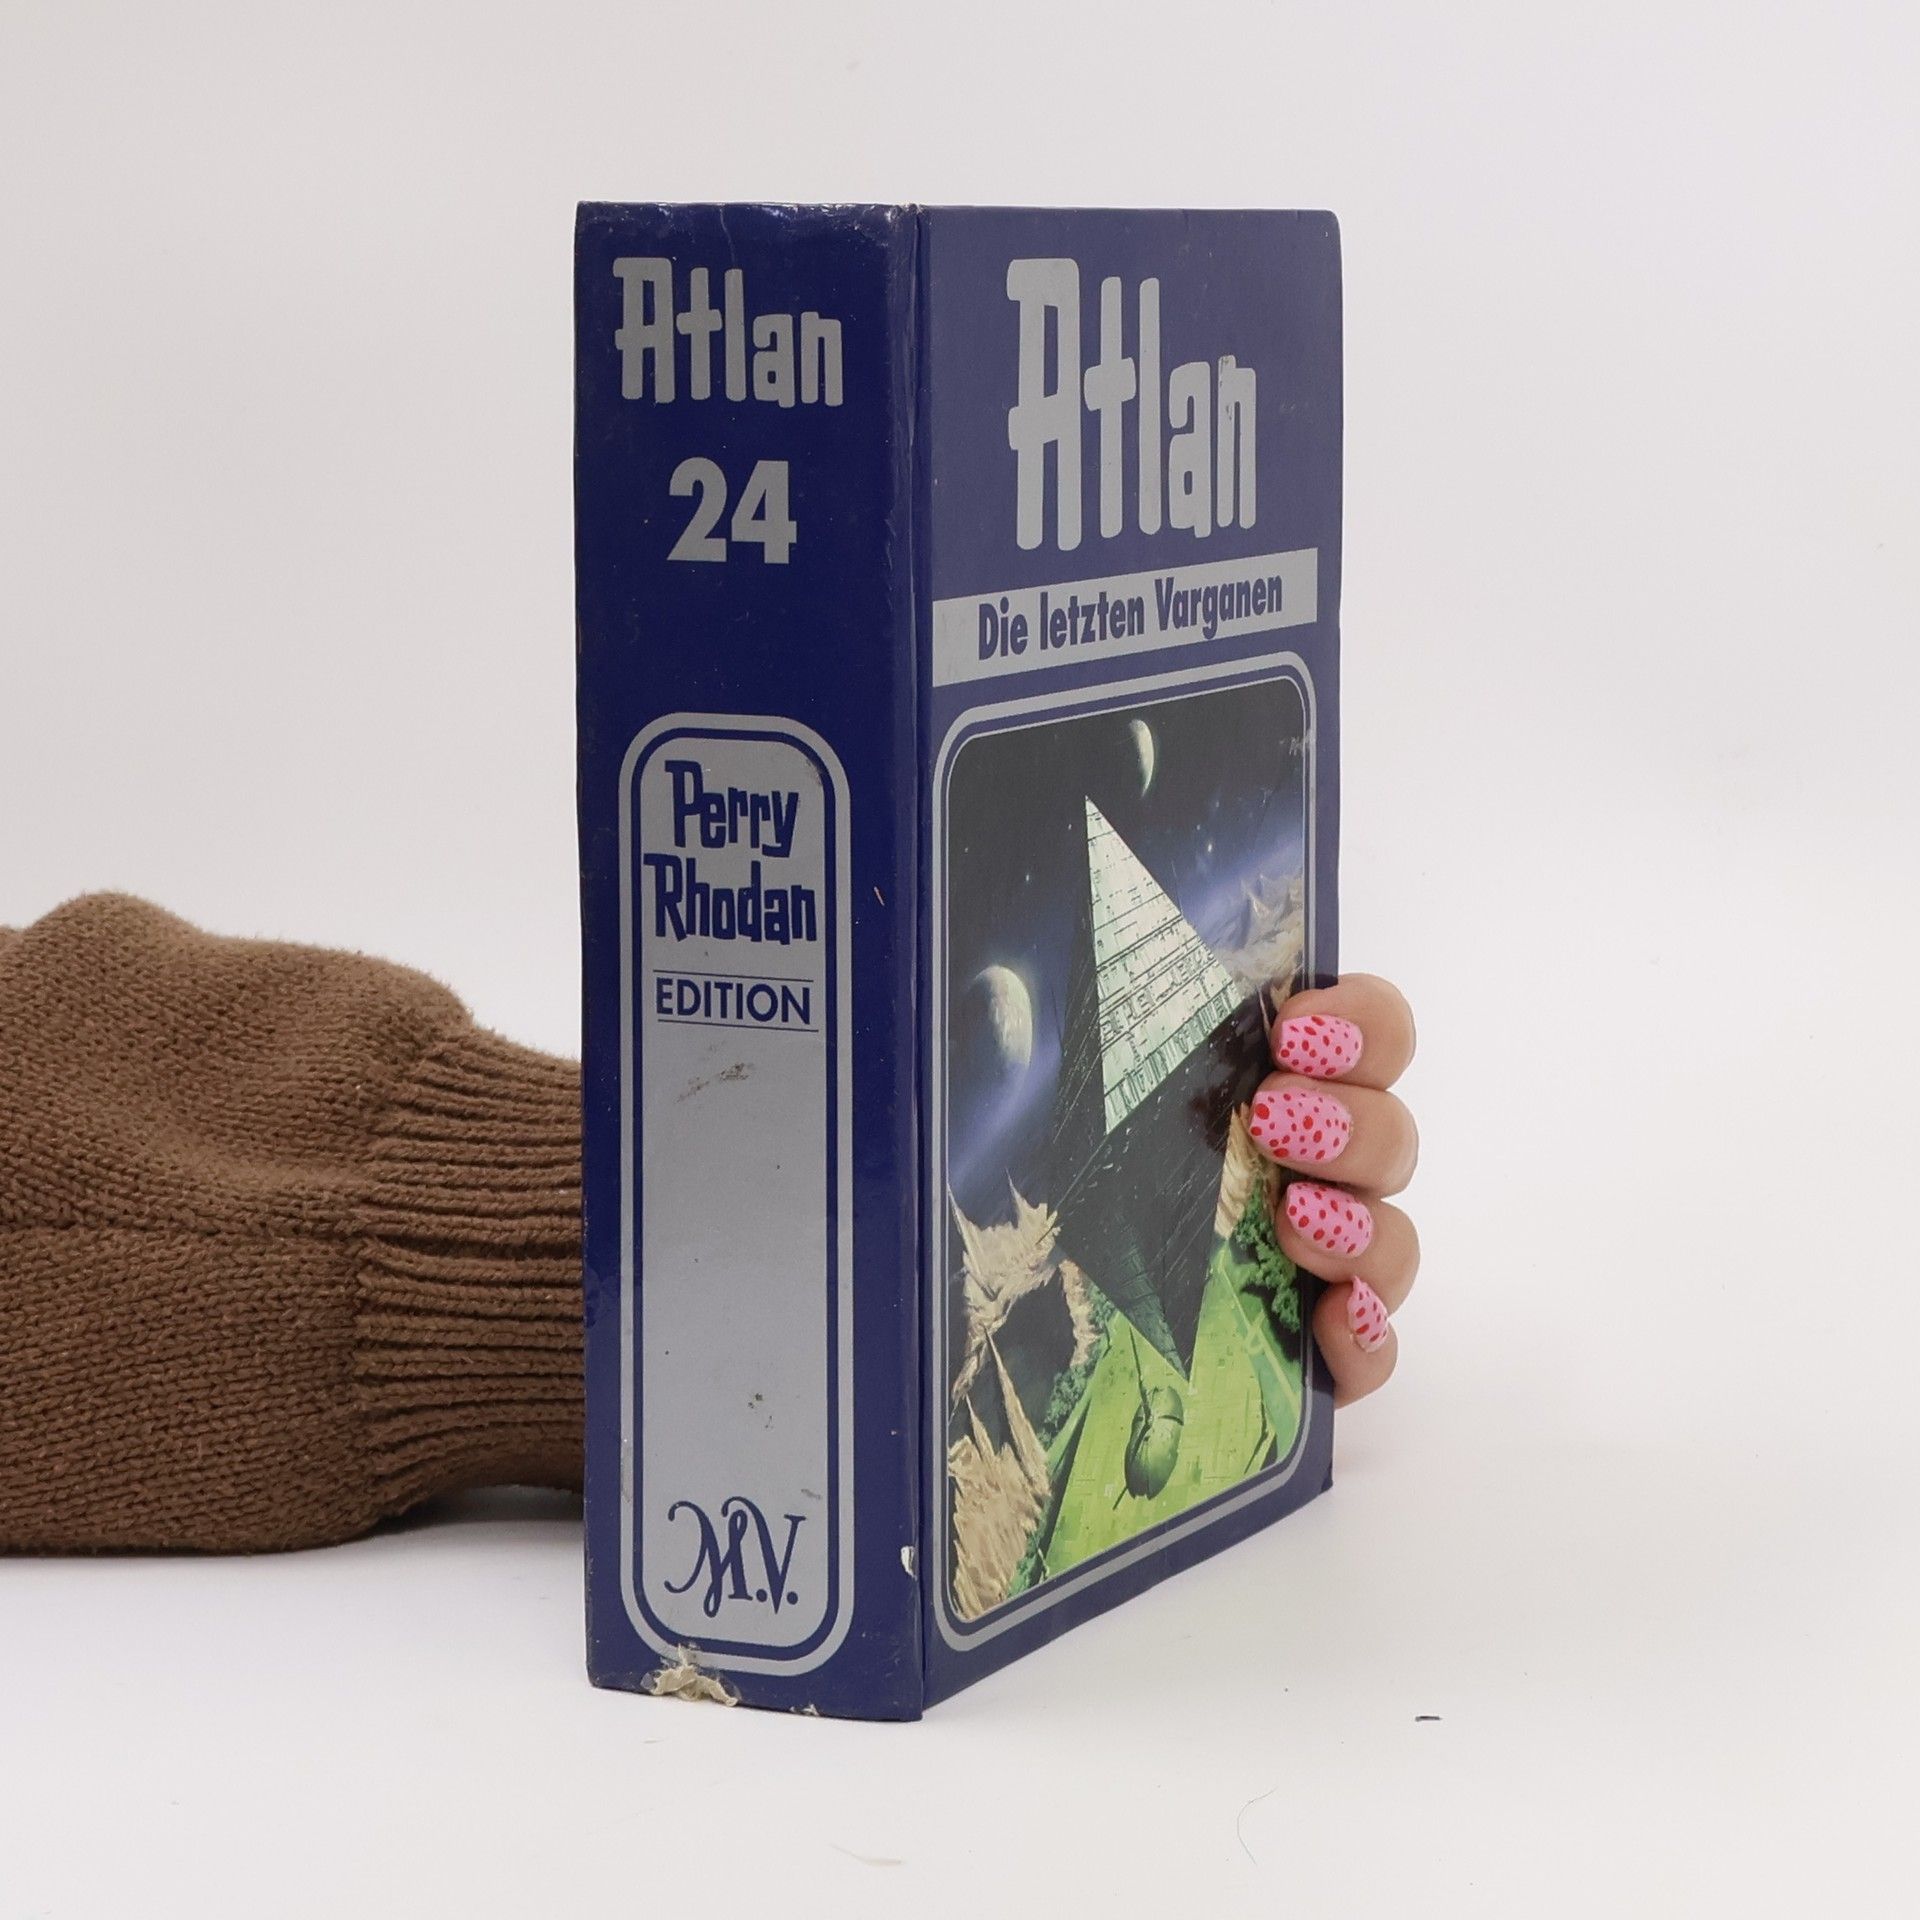 Atlan
24
Perry
Rhodan
EDITION
M.V.
Atlan
Die letzten Varganen